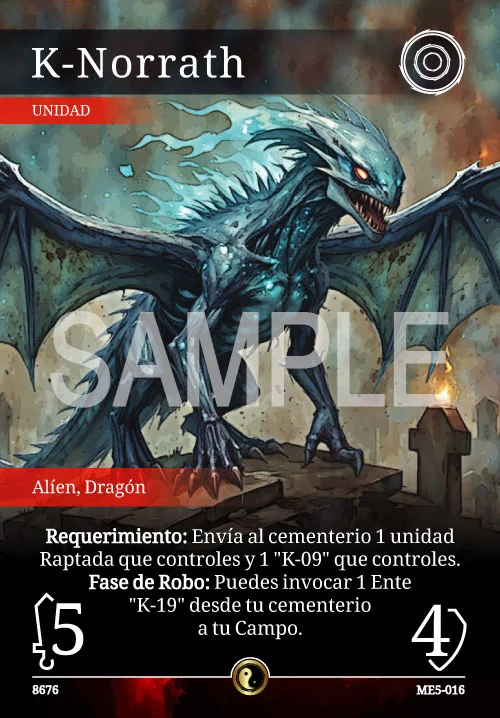 K-Norrath
UNIDAD
SAMPLE
Alíen, Dragón
Requerimiento: Envía al cementerio 1 unidad
Raptada que controles y 1 "K-09" que controles.
Fase de Robo: Puedes invocar 1 Ente
"K-19" desde tu cementerio
a tu Campo.
5
4
8676
ME5-016